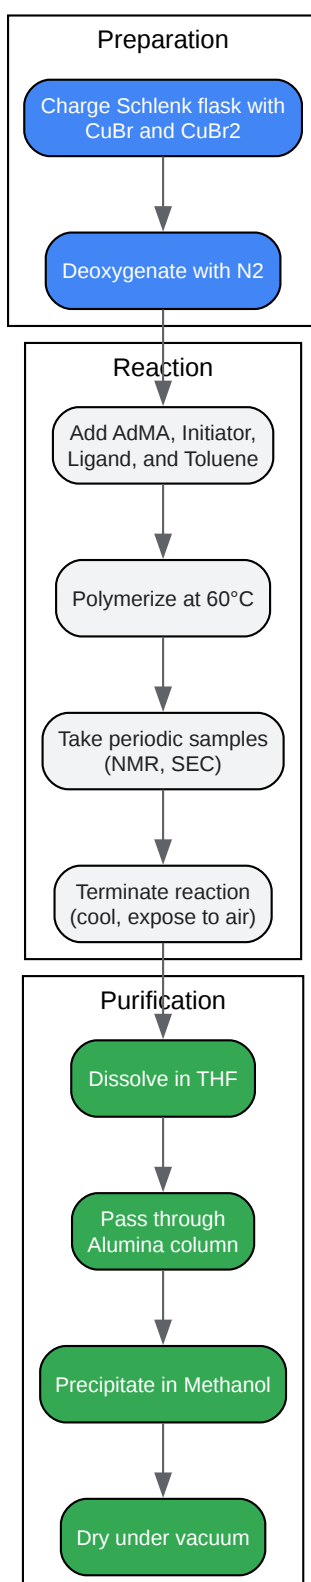 Preparation
Charge Schlenk flask with
CuBr and CuBr2
Deoxygenate with N2
Reaction
Add AdMA, Initiator,
Ligand, and Toluene
Polymerize at 60°C
Take periodic samples
(NMR, SEC)
Terminate reaction
(cool, expose to air)
Purification
Dissolve in THF
Pass through
Alumina column
Precipitate in Methanol
Dry under vacuum